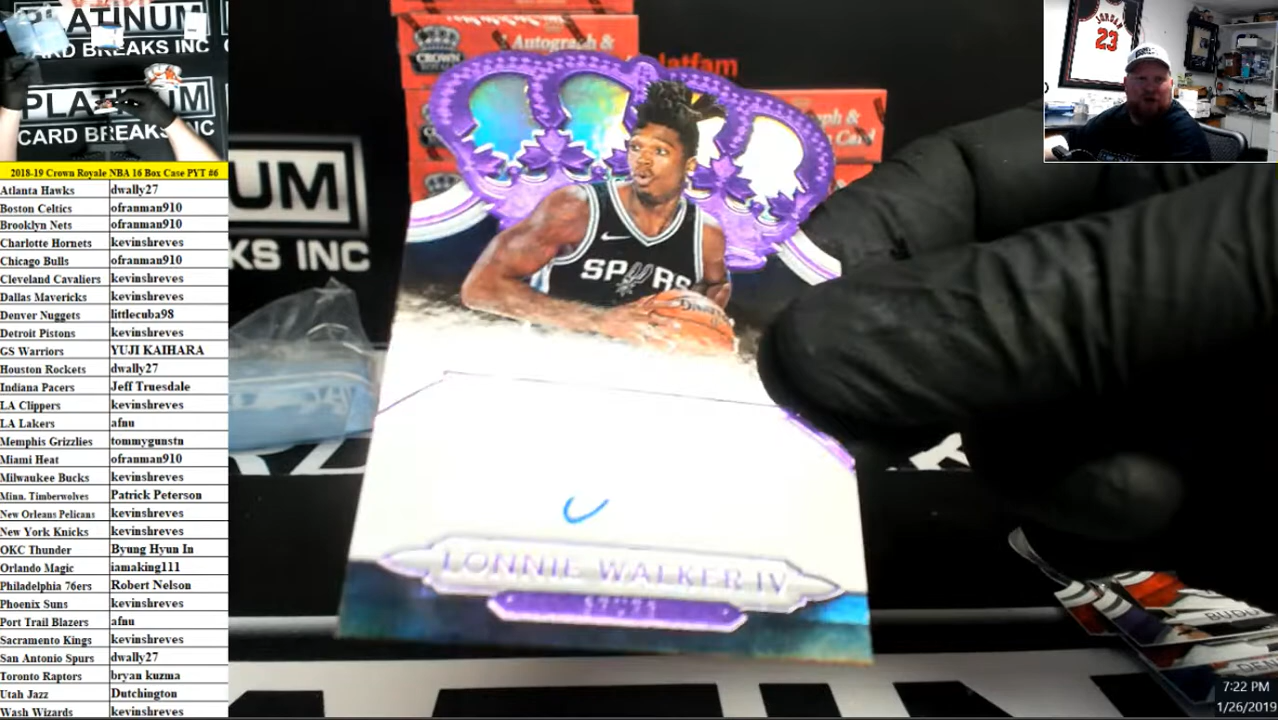 PLATINUM
CARD BREAKS INC
PLATINUM
CARD BREAKS INC
2018-19 Crown Royale NBA 16 Box Case PYT #6
Atlanta Hawks dwally27
Boston Celtics ofranman910
Brooklyn Nets ofranman910
Charlotte Hornets kevinshreves
Chicago Bulls ofranman910
Cleveland Cavaliers kevinshreves
Dallas Mavericks kevinshreves
Denver Nuggets littlecuba98
Detroit Pistons kevinshreves
GS Warriors YUJI KAIHARA
Houston Rockets dwally27
Indiana Pacers Jeff Truesdale
LA Clippers kevinshreves
LA Lakers afnu
Memphis Grizzlies tommygunstn
Miami Heat ofranman910
Milwaukee Bucks kevinshreves
Minn. Timberwolves Patrick Peterson
New Orleans Pelicans kevinshreves
New York Knicks kevinshreves
OKC Thunder Byung Hyun In
Orlando Magic iamaking111
Philadelphia 76ers Robert Nelson
Phoenix Suns kevinshreves
Port Trail Blazers afnu
Sacramento Kings kevinshreves
San Antonio Spurs dwally27
Toronto Raptors bryan kuzma
Utah Jazz Dutchington
Wash Wizards kevinshreves
CROWN
Autograph &
platfam
UM
KS INC
SPURS
LONNIE WALKER IV
JORDAN
23
7:22 PM
1/26/2019